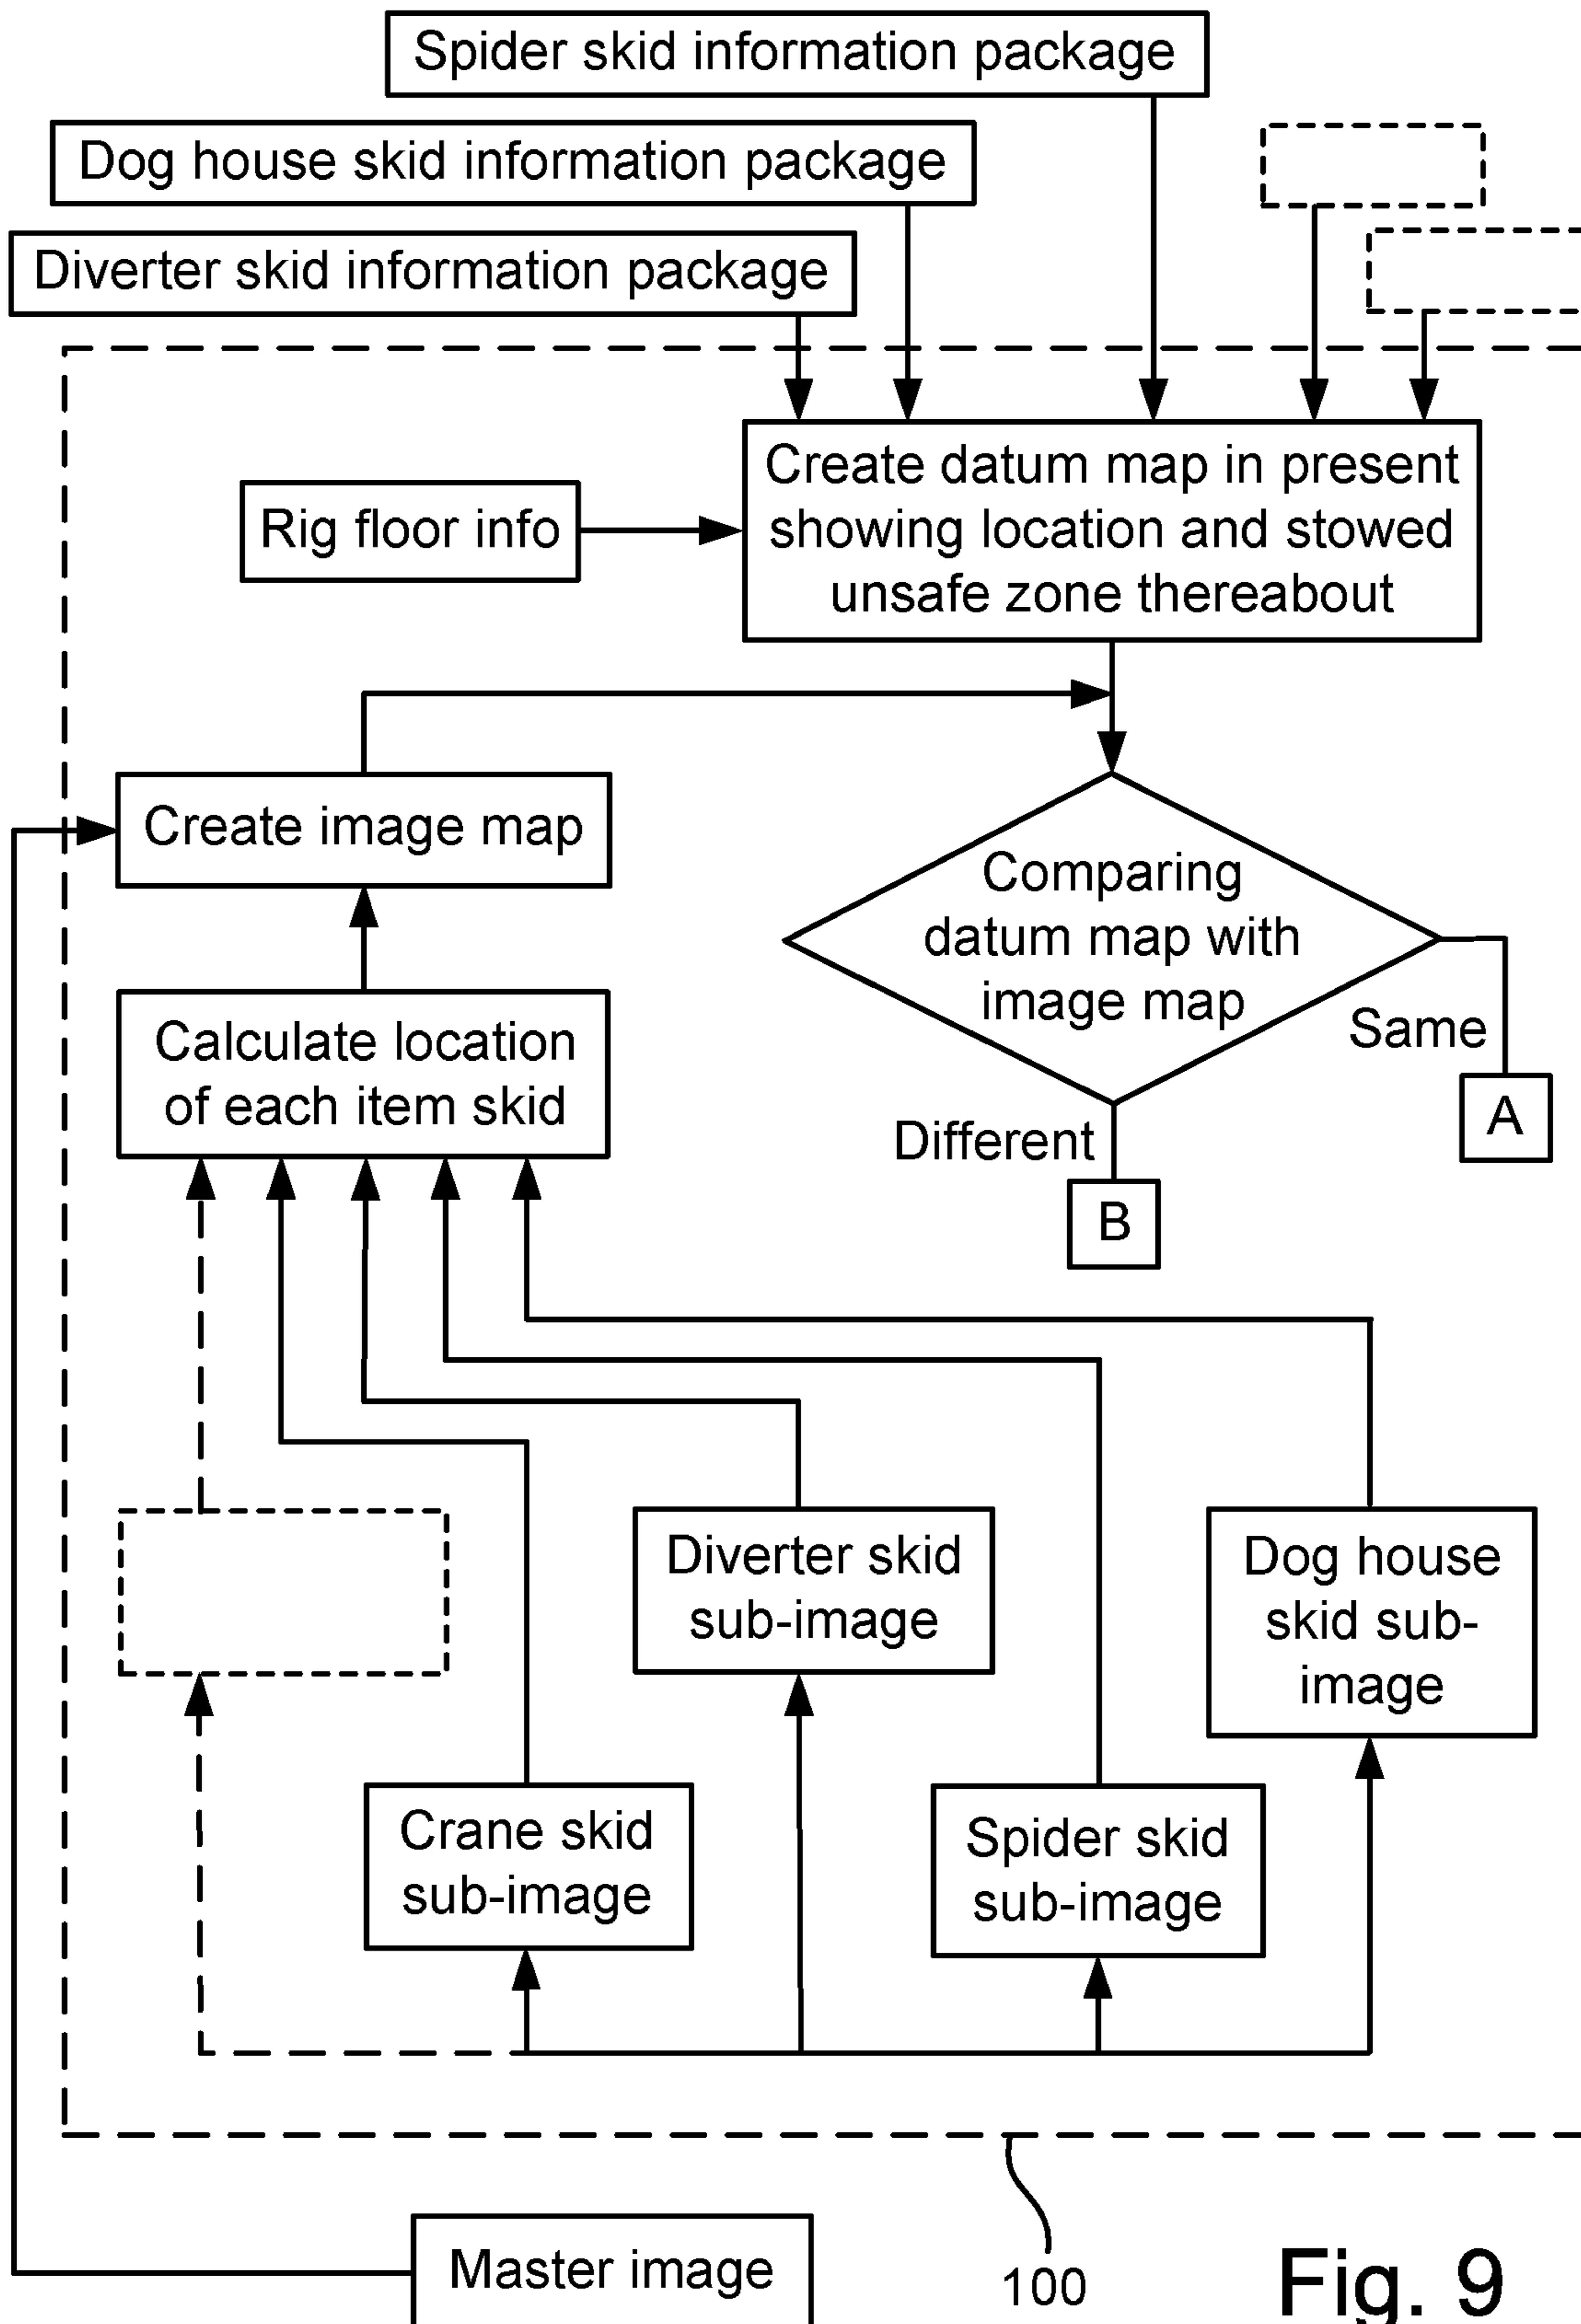 Spider skid information package
Dog house skid information package
Diverter skid information package
Create datum map in present
showing location and stowed
unsafe zone thereabout
Rig floor info
Create image map
Comparing
datum map with
image map
Same
A
Different
B
Calculate location
of each item skid
Diverter skid
sub-image
Dog house
skid sub-
image
Crane skid
sub-image
Spider skid
sub-image
Master image
100
Fig. 9